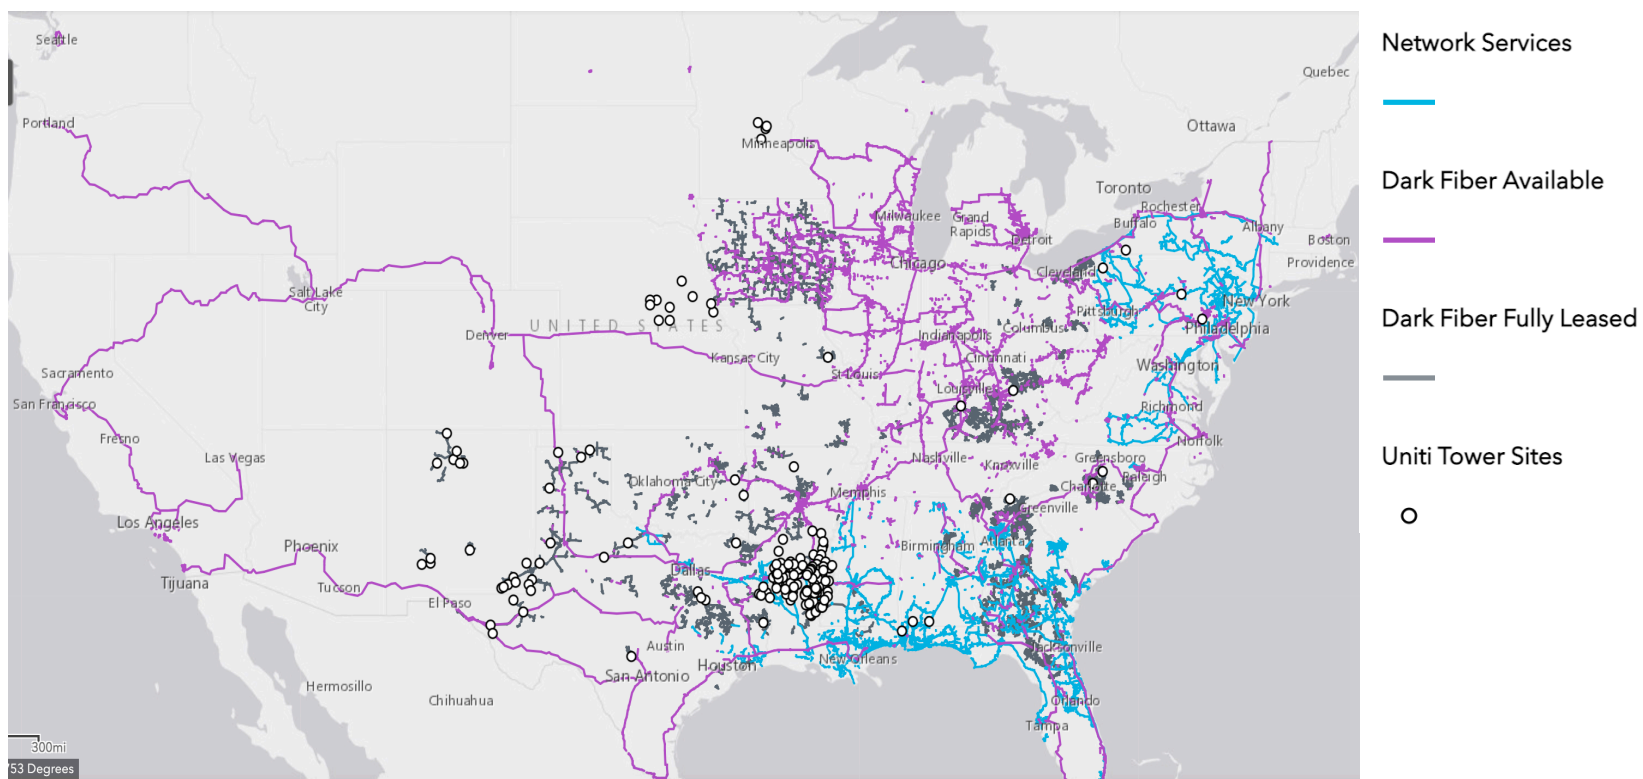 Seattle
Quebec
Portland
Ottawa
Minneapolis
Toronto
Rochester
Milwaukee
Grand
Rapids
Buffalo
Albany
Detroit
Boston
Chicago
Providence
Cleveland
Salt Lake
City
New York
Pittsburgh
UNITED STATES
Columbus
Philadelphia
Denver
Indianapolis
Kansas City
Cincinnati
Washington
Sacramento
St Louis
Louisville
San Francisco
Richmond
Fresno
Norfolk
Las Vegas
Nashville
Knoxville
Greensboro
Oklahoma City
Raleigh
Charlotte
Memphis
Greenville
Los Angeles
Phoenix
Birmingham
Atlanta
Dallas
Tijuana
Tucson
El Paso
Austin
Jacksonville
New Orleans
Houston
San Antonio
Hermosillo
Chihuahua
Orlando
Tampa
300mi
753 Degrees
Network Services
Dark Fiber Available
Dark Fiber Fully Leased
Uniti Tower Sites